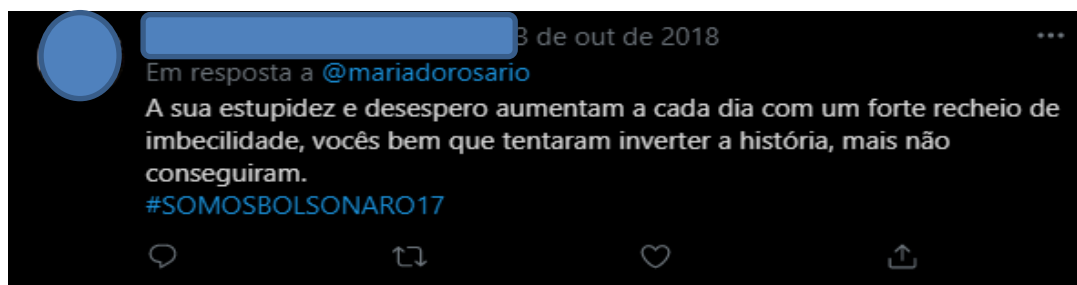 3 de out de 2018
Em resposta a @mariadorosario
A sua estupidez e desespero aumentam a cada dia com um forte recheio de
imbecilidade, vocês bem que tentaram inverter a história, mais não
conseguiram.
#SOMOSBOLSONARO17